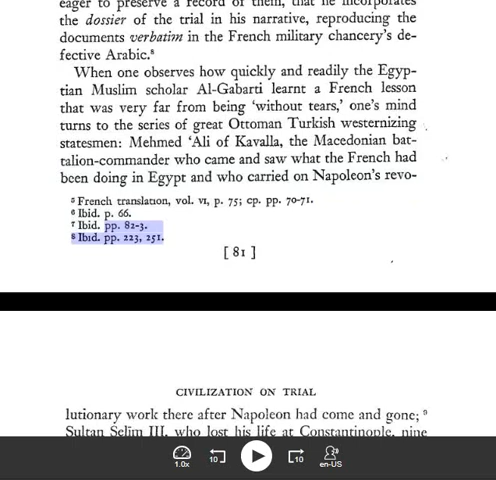 eager to preserve a record of them, that he incorporates
the dossier of the trial in his narrative, reproducing the
documents verbatim in the French military chancery's de-
fective Arabic.⁸
When one observes how quickly and readily the Egyp-
tian Muslim scholar Al-Gabarti learnt a French lesson
that was very far from being 'without tears,' one's mind
turns to the series of great Ottoman Turkish westernizing
statesmen: Mehmed 'Ali of Kavalla, the Macedonian bat-
talion-commander who came and saw what the French had
been doing in Egypt and who carried on Napoleon's revo-
⁵ French translation, vol. vi, p. 75; cp. pp. 70-71.
⁶ Ibid. p. 66.
⁷ Ibid. pp. 82-3.
⁸ Ibid. pp. 223, 251.
[ 81 ]
CIVILIZATION ON TRIAL
lutionary work there after Napoleon had come and gone; ⁹
Sultan Selim III, who lost his life at Constantinople, nine
1.0x
10
10
en-US